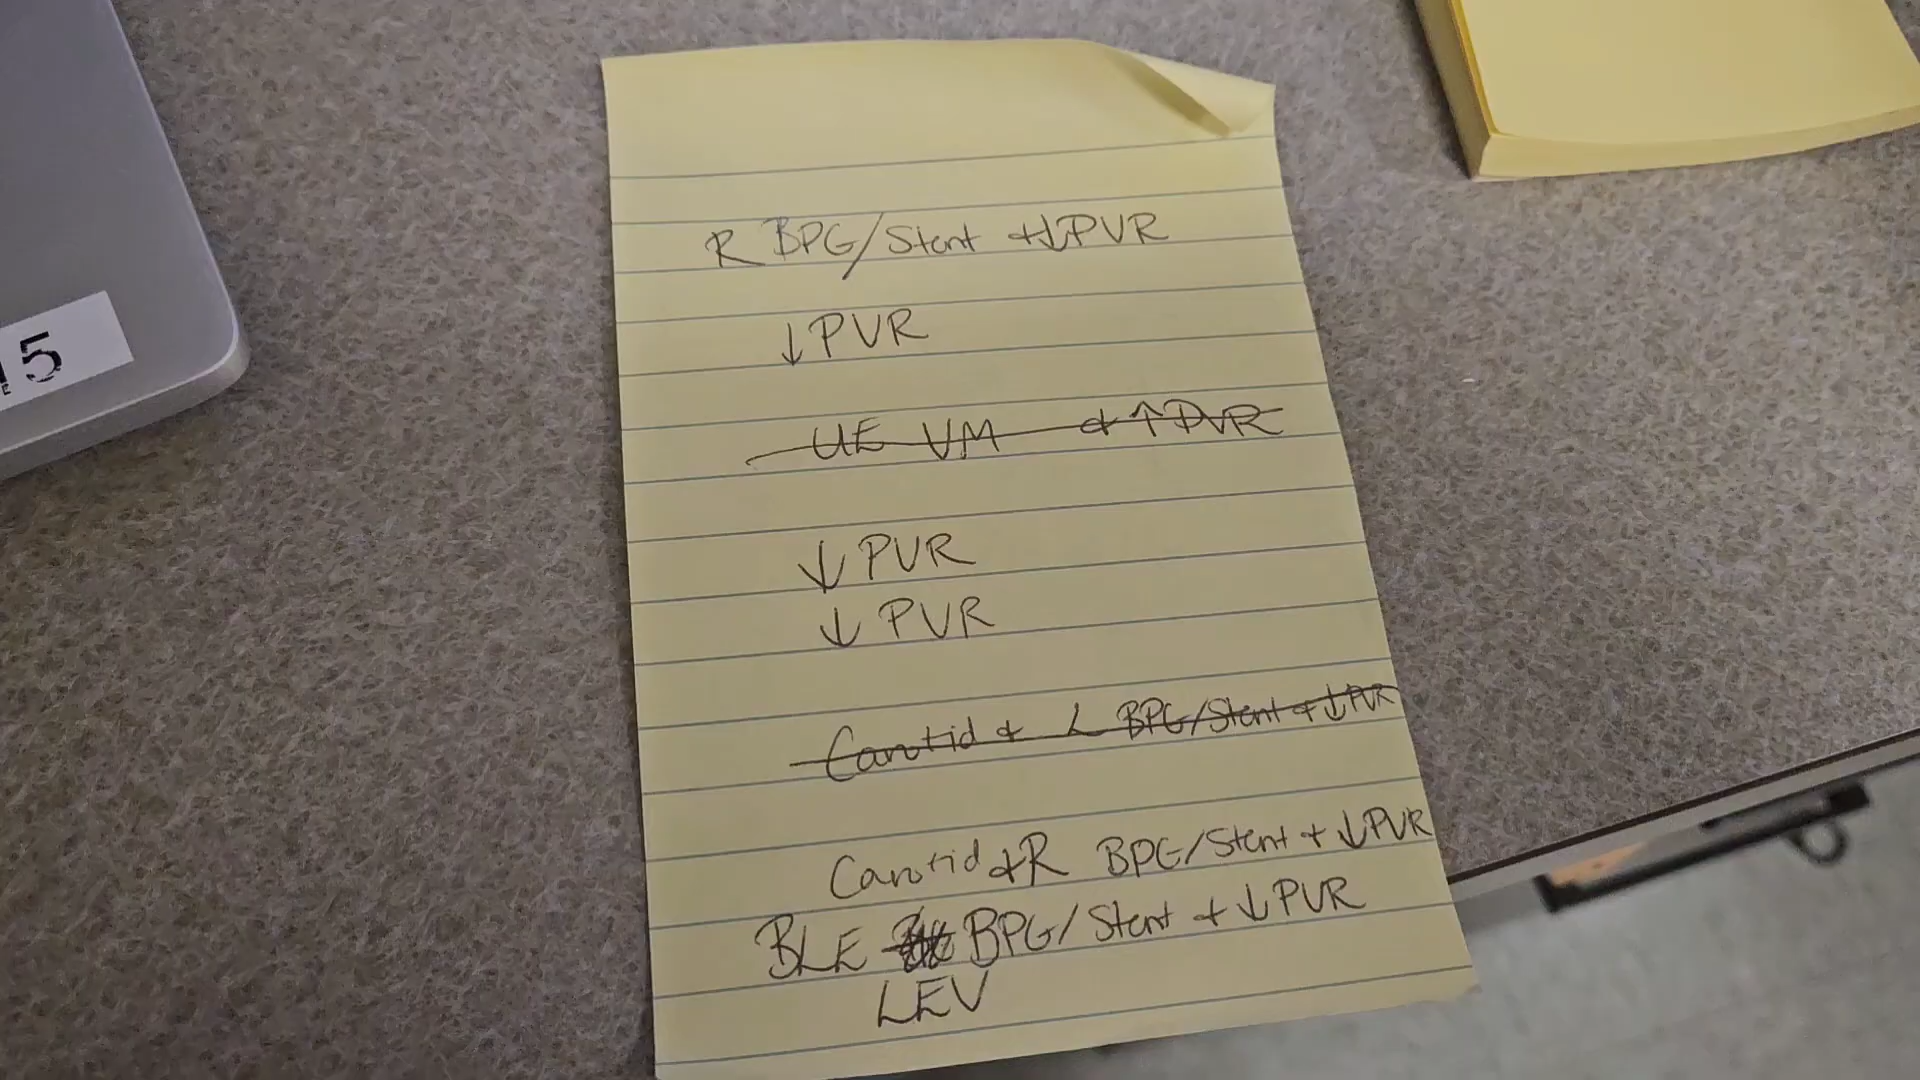 R BPG/Stent +↓PVR
↓PVR
UE VM + ↑PVR
↓PVR
↓PVR
Carotid + L BPG/Stent + ↓PVR
Carotid +R BPG/Stent + ↓PVR
BLE BPG/Stent + ↓PVR
LEV
15